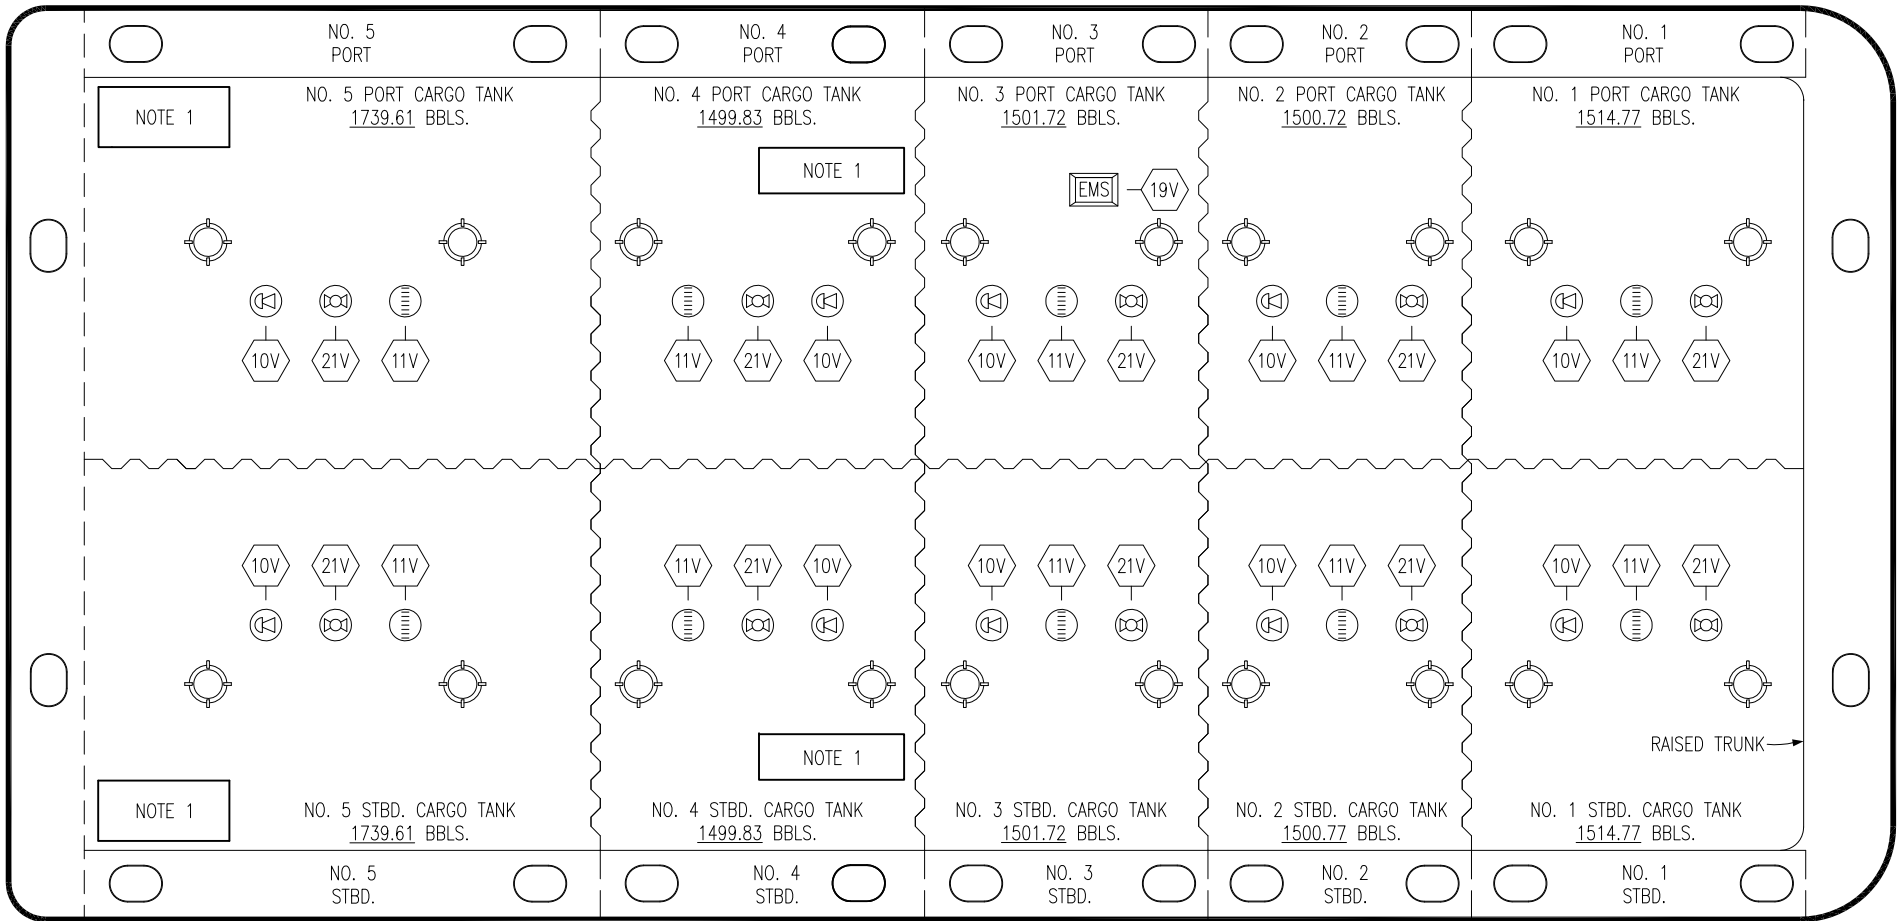 NO. 5
PORT
NO. 4
PORT
NO. 3
PORT
NO. 2
PORT
NO. 1
PORT
NOTE 1
NO. 5 PORT CARGO TANK
1739.61 BBLS.
NO. 4 PORT CARGO TANK
1499.83 BBLS.
NO. 3 PORT CARGO TANK
1501.72 BBLS.
NO. 2 PORT CARGO TANK
1500.72 BBLS.
NO. 1 PORT CARGO TANK
1514.77 BBLS.
NOTE 1
EMS
19V
10V
21V
11V
11V
21V
10V
10V
11V
21V
10V
11V
21V
10V
11V
21V
10V
21V
11V
11V
21V
10V
10V
11V
21V
10V
11V
21V
10V
11V
21V
RAISED TRUNK
NOTE 1
NOTE 1
NO. 5 STBD. CARGO TANK
1739.61 BBLS.
NO. 4 STBD. CARGO TANK
1499.83 BBLS.
NO. 3 STBD. CARGO TANK
1501.72 BBLS.
NO. 2 STBD. CARGO TANK
1500.77 BBLS.
NO. 1 STBD. CARGO TANK
1514.77 BBLS.
NO. 5
STBD.
NO. 4
STBD.
NO. 3
STBD.
NO. 2
STBD.
NO. 1
STBD.